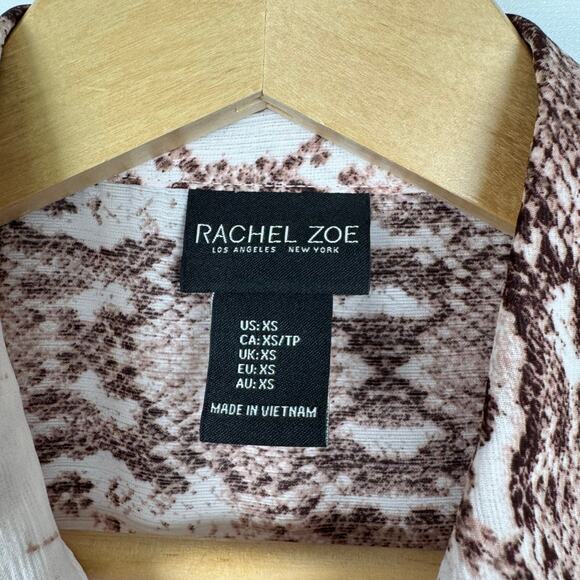 RACHEL ZOE
LOS ANGELES NEW YORK
US: XS
CA: XS/TP
UK: XS
EU: XS
AU: XS
MADE IN VIETNAM